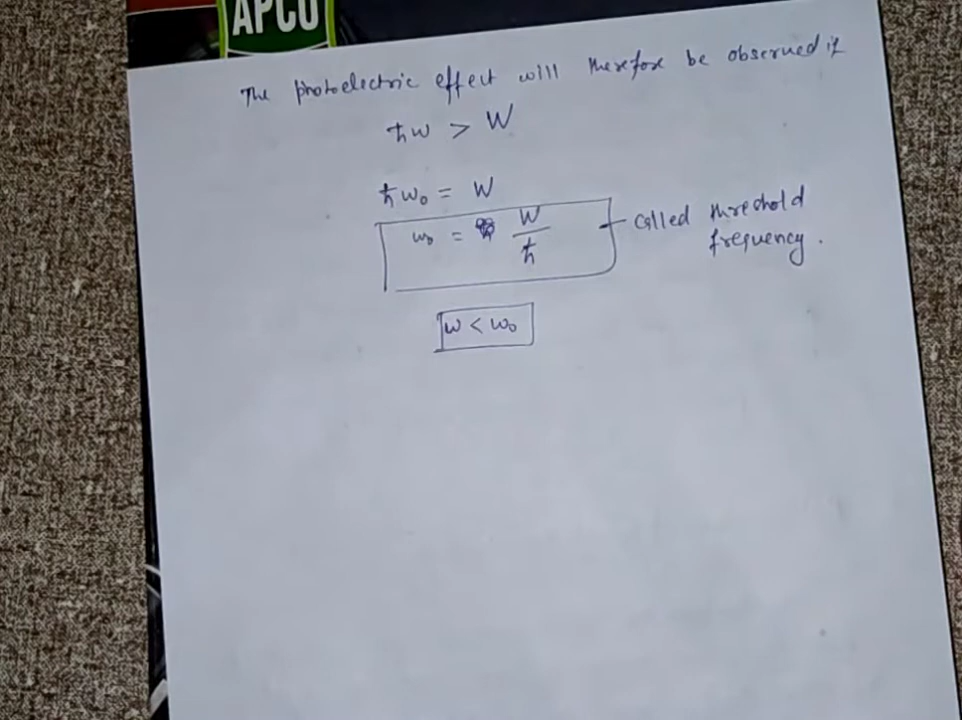 APCO
The photoelectric effect will therefore be observed if
ħω > W
ħω₀ = W
ω₀ = W/ħ called threshold frequency.
ω < ω₀